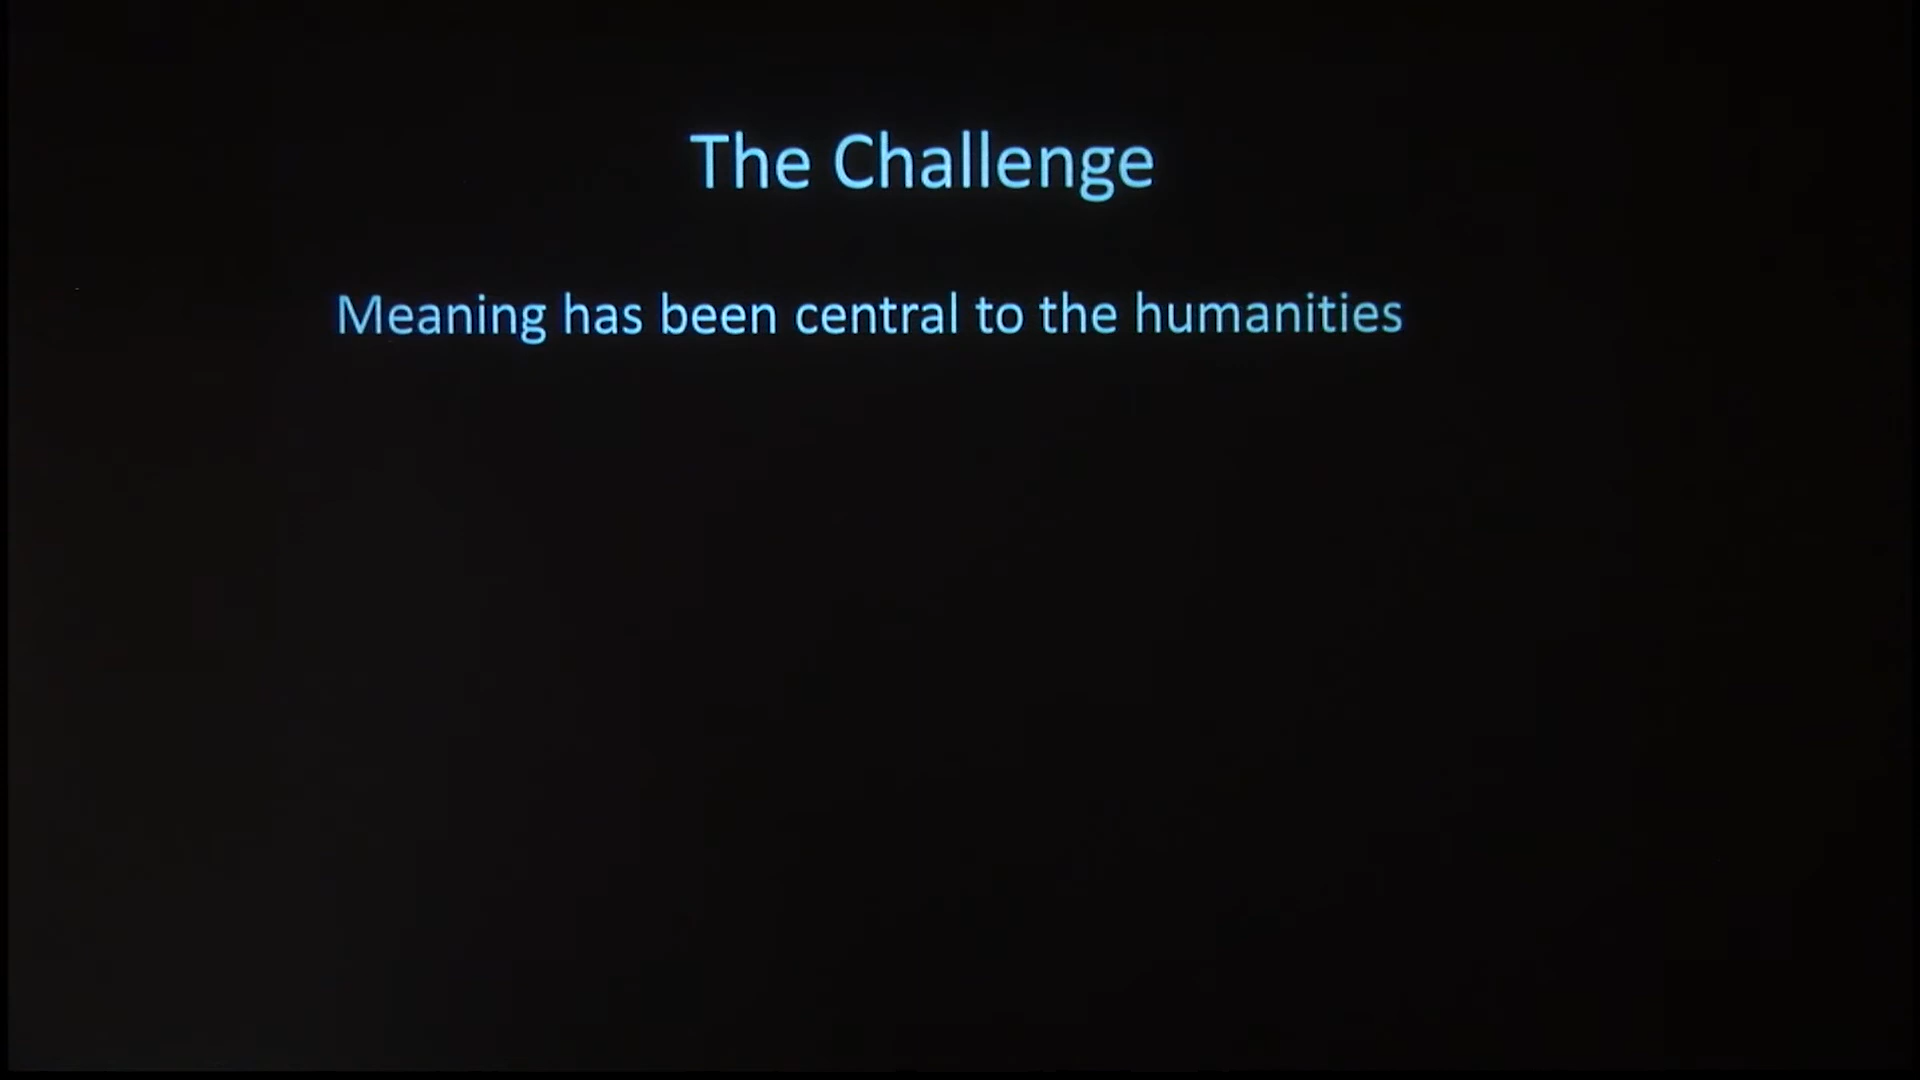 The Challenge
Meaning has been central to the humanities